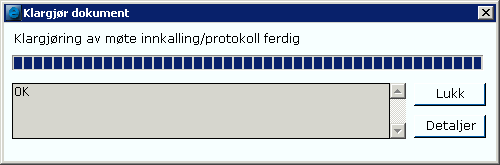 Klargjør dokument
Klargjøring av møte innkalling/protokoll ferdig
OK
Lukk
Detaljer